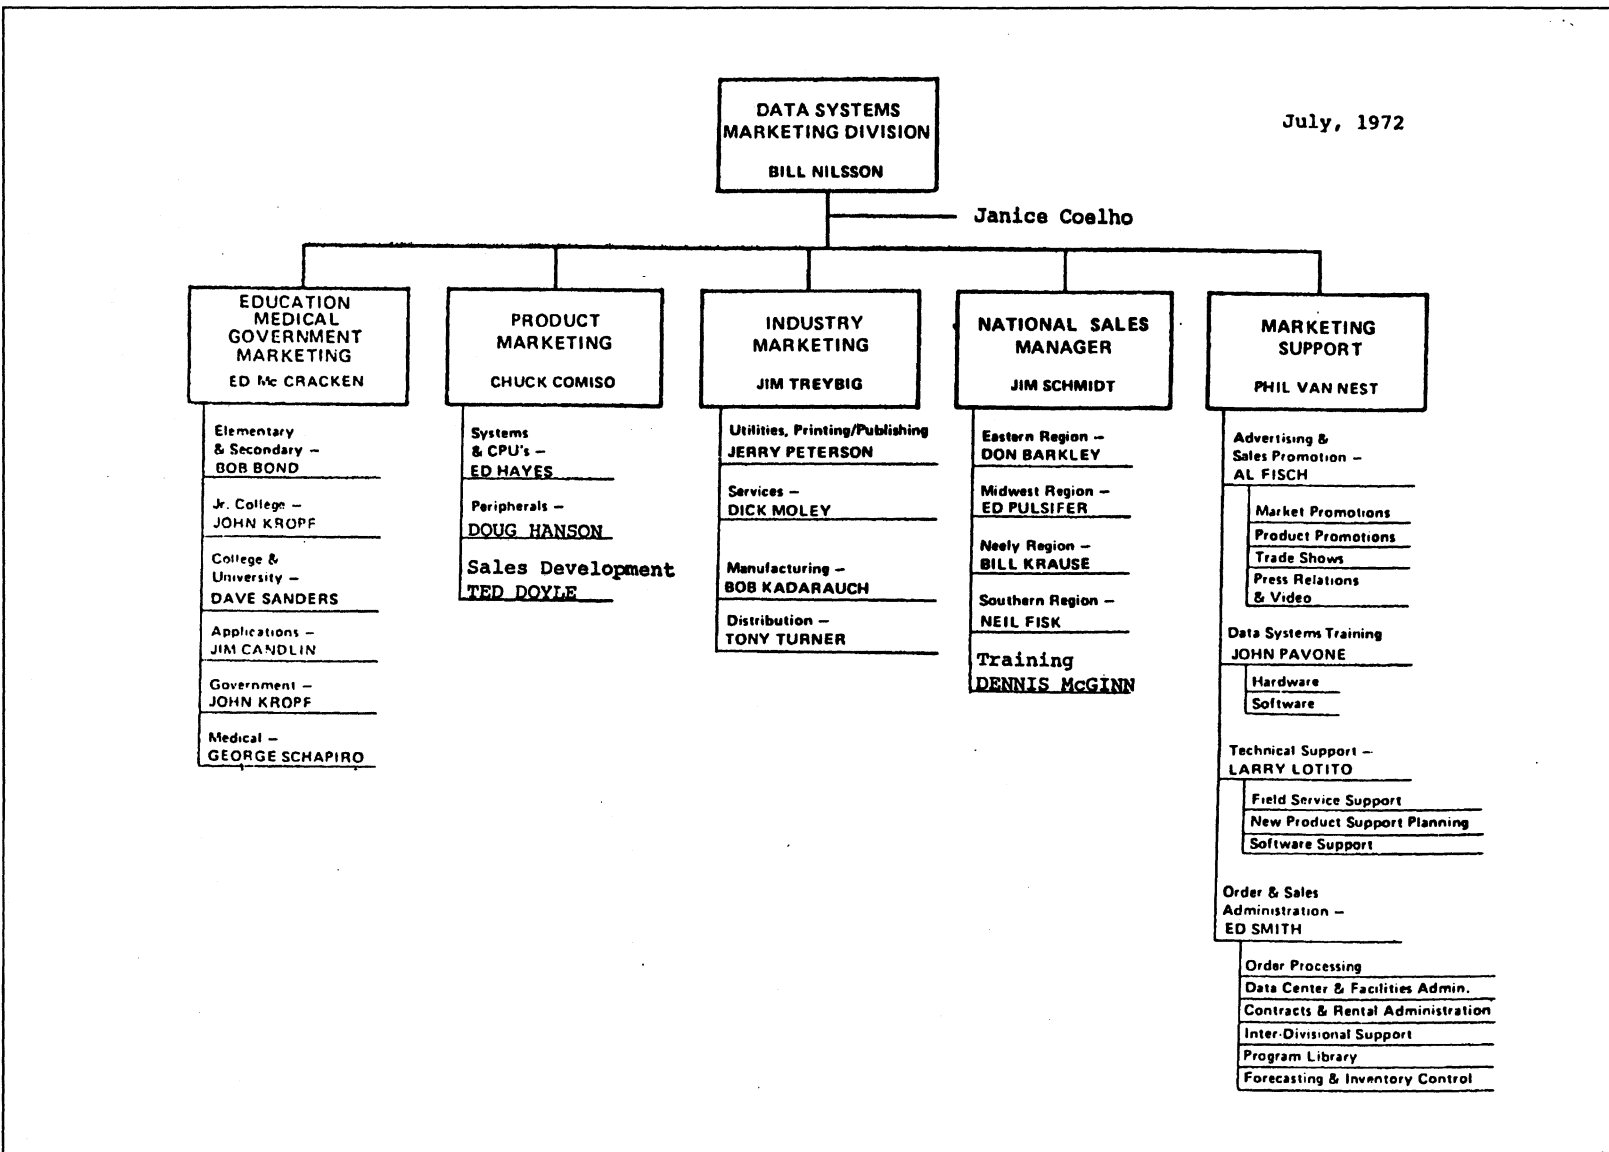 DATA SYSTEMS
MARKETING DIVISION
BILL NILSSON
July, 1972
Janice Coelho
EDUCATION
MEDICAL
GOVERNMENT
MARKETING
ED Mc CRACKEN
Elementary
& Secondary –
BOB BOND
Jr. College –
JOHN KROPF
College &
University –
DAVE SANDERS
Applications –
JIM CANDLIN
Government –
JOHN KROPF
Medical –
GEORGE SCHAPIRO
PRODUCT
MARKETING
CHUCK COMISO
Systems
& CPU's –
ED HAYES
Peripherals –
DOUG HANSON
Sales Development
TED DOYLE
INDUSTRY
MARKETING
JIM TREYBIG
Utilities, Printing/Publishing
JERRY PETERSON
Services –
DICK MOLEY
Manufacturing –
BOB KADARAUCH
Distribution –
TONY TURNER
NATIONAL SALES
MANAGER
JIM SCHMIDT
Eastern Region –
DON BARKLEY
Midwest Region –
ED PULSIFER
Neely Region –
BILL KRAUSE
Southern Region –
NEIL FISK
Training
DENNIS McGINN
MARKETING
SUPPORT
PHIL VAN NEST
Advertising &
Sales Promotion –
AL FISCH
Market Promotions
Product Promotions
Trade Shows
Press Relations
& Video
Data Systems Training
JOHN PAVONE
Hardware
Software
Technical Support –
LARRY LOTITO
Field Service Support
New Product Support Planning
Software Support
Order & Sales
Administration –
ED SMITH
Order Processing
Data Center & Facilities Admin.
Contracts & Rental Administration
Inter-Divisional Support
Program Library
Forecasting & Inventory Control